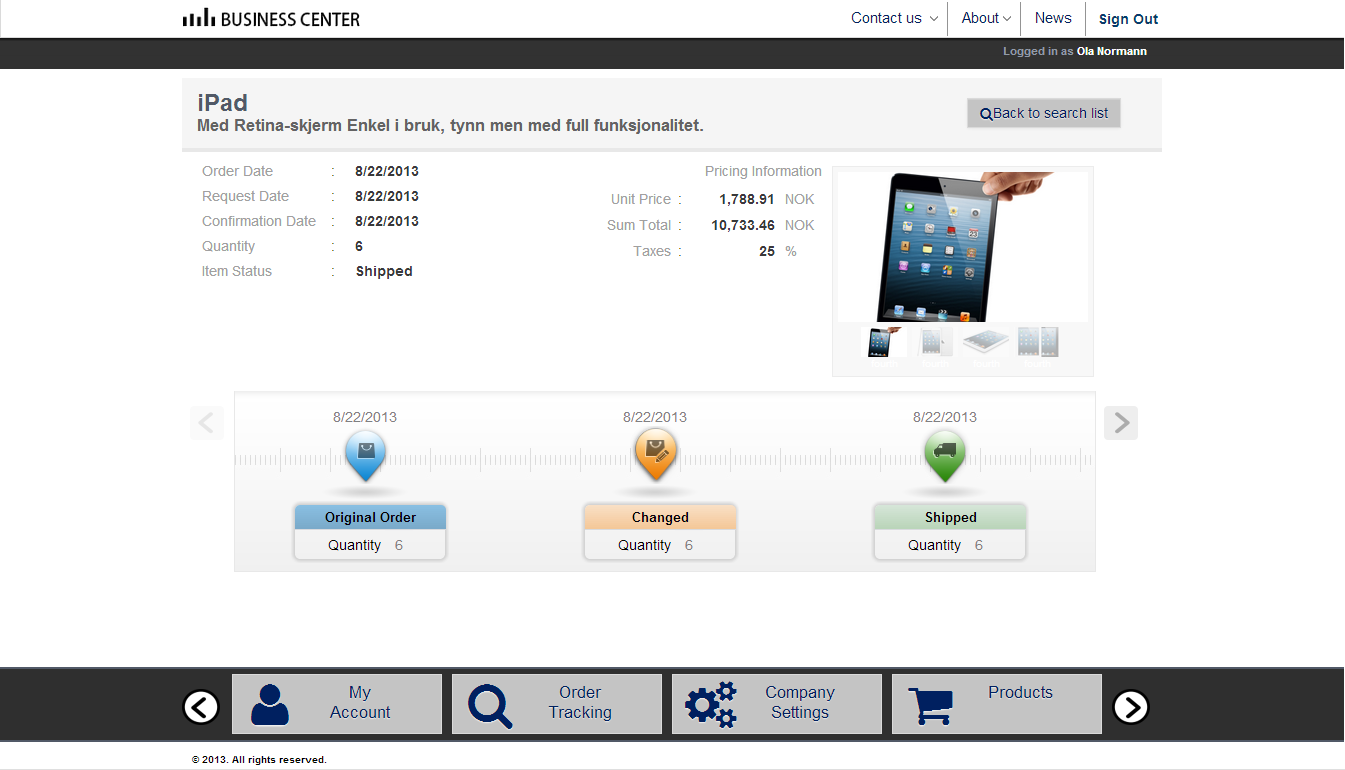 BUSINESS CENTER
Contact us
About
News
Sign Out
Logged in as Ola Normann
iPad
Med Retina-skjerm Enkel i bruk, tynn men med full funksjonalitet.
Back to search list
Order Date : 8/22/2013
Request Date : 8/22/2013
Confirmation Date : 8/22/2013
Quantity : 6
Item Status : Shipped
Pricing Information
Unit Price : 1,788.91 NOK
Sum Total : 10,733.46 NOK
Taxes : 25 %
8/22/2013
Original Order
Quantity 6
8/22/2013
Changed
Quantity 6
8/22/2013
Shipped
Quantity 6
My
Account
Order
Tracking
Company
Settings
Products
© 2013. All rights reserved.